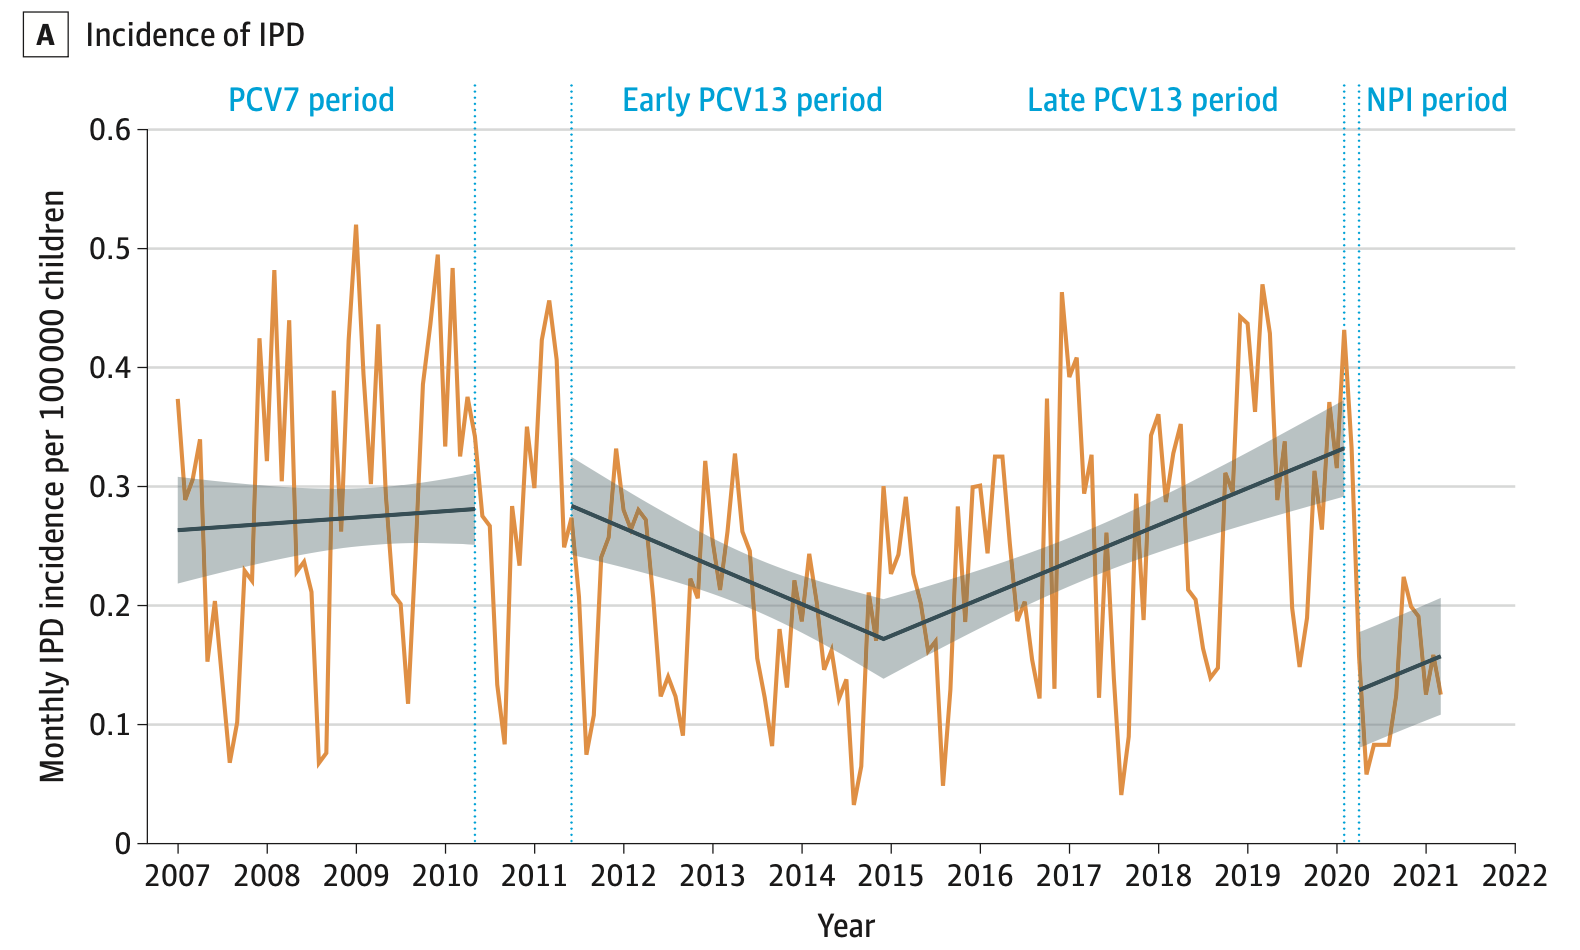 A Incidence of IPD
PCV7 period
Early PCV13 period
Late PCV13 period
NPI period
Monthly IPD incidence per 100 000 children
0.6
0.5
0.4
0.3
0.2
0.1
0
2007 2008 2009 2010 2011 2012 2013 2014 2015 2016 2017 2018 2019 2020 2021 2022
Year